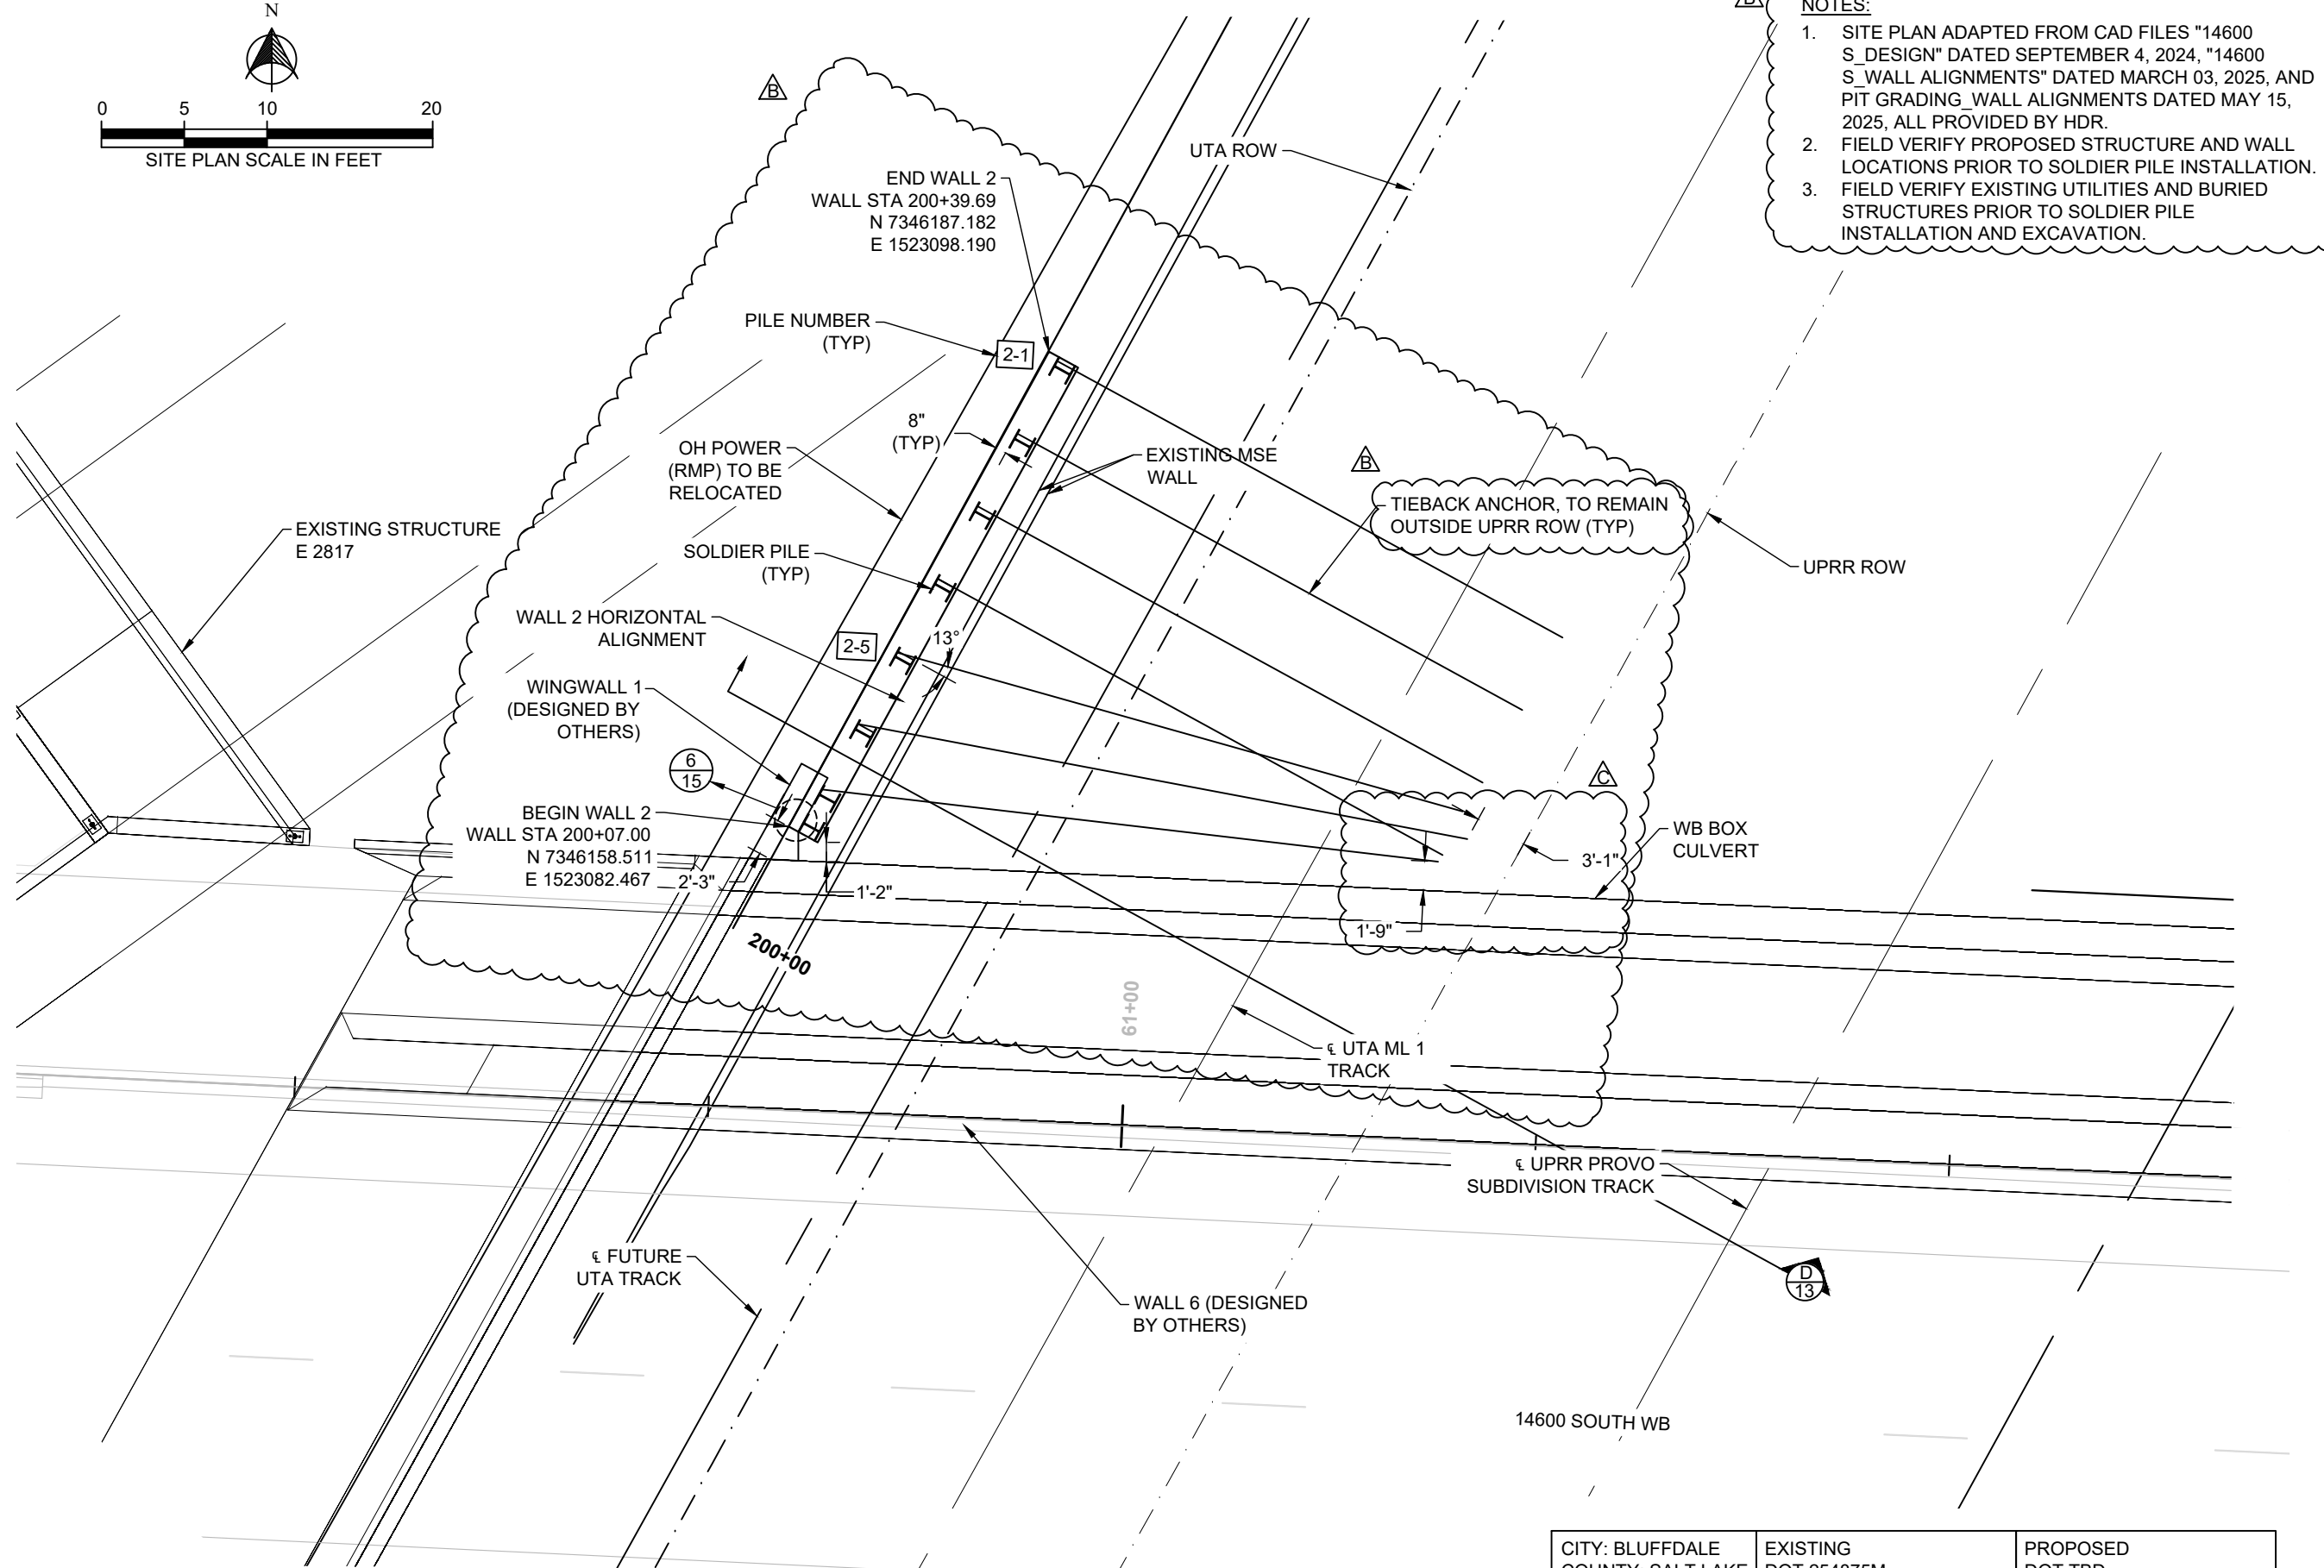 N
0 5 10 20
SITE PLAN SCALE IN FEET
B
NOTES:
1. SITE PLAN ADAPTED FROM CAD FILES "14600
S_DESIGN" DATED SEPTEMBER 4, 2024, "14600
S_WALL ALIGNMENTS" DATED MARCH 03, 2025, AND
PIT GRADING_WALL ALIGNMENTS DATED MAY 15,
2025, ALL PROVIDED BY HDR.
2. FIELD VERIFY PROPOSED STRUCTURE AND WALL
LOCATIONS PRIOR TO SOLDIER PILE INSTALLATION.
3. FIELD VERIFY EXISTING UTILITIES AND BURIED
STRUCTURES PRIOR TO SOLDIER PILE
INSTALLATION AND EXCAVATION.
B
UTA ROW
END WALL 2
WALL STA 200+39.69
N 7346187.182
E 1523098.190
PILE NUMBER
(TYP)
2-1
8"
(TYP)
OH POWER
(RMP) TO BE
RELOCATED
EXISTING MSE
WALL
B
TIEBACK ANCHOR, TO REMAIN
OUTSIDE UPRR ROW (TYP)
EXISTING STRUCTURE
E 2817
SOLDIER PILE
(TYP)
UPRR ROW
WALL 2 HORIZONTAL
ALIGNMENT
2-5
13°
WINGWALL 1
(DESIGNED BY
OTHERS)
6
15
C
BEGIN WALL 2
WALL STA 200+07.00
N 7346158.511
E 1523082.467
2'-3"
1'-2"
3'-1"
WB BOX
CULVERT
1'-9"
200+00
61+00
℄ UTA ML 1
TRACK
℄ UPRR PROVO
SUBDIVISION TRACK
℄ FUTURE
UTA TRACK
D
13
WALL 6 (DESIGNED
BY OTHERS)
14600 SOUTH WB
CITY: BLUFFDALE EXISTING PROPOSED